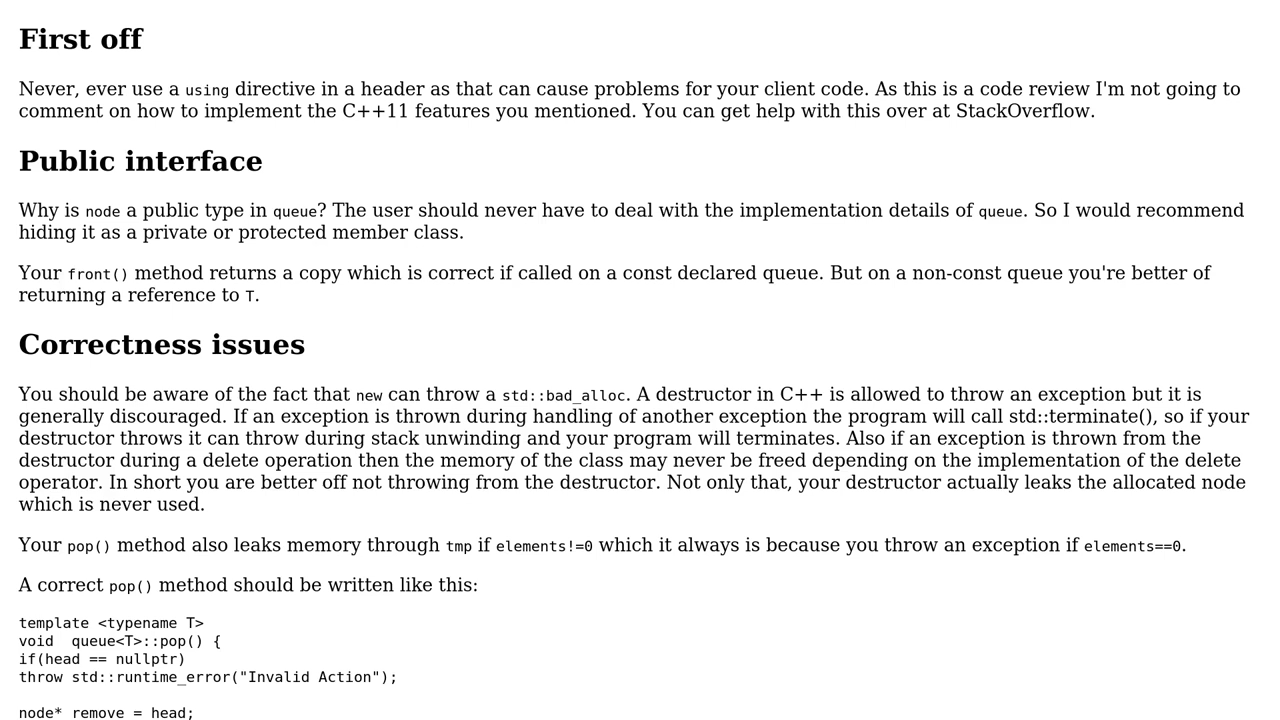 First off
Never, ever use a using directive in a header as that can cause problems for your client code. As this is a code review I'm not going to
comment on how to implement the C++11 features you mentioned. You can get help with this over at StackOverflow.
Public interface
Why is node a public type in queue? The user should never have to deal with the implementation details of queue. So I would recommend
hiding it as a private or protected member class.
Your front() method returns a copy which is correct if called on a const declared queue. But on a non-const queue you're better of
returning a reference to T.
Correctness issues
You should be aware of the fact that new can throw a std::bad_alloc. A destructor in C++ is allowed to throw an exception but it is
generally discouraged. If an exception is thrown during handling of another exception the program will call std::terminate(), so if your
destructor throws it can throw during stack unwinding and your program will terminates. Also if an exception is thrown from the
destructor during a delete operation then the memory of the class may never be freed depending on the implementation of the delete
operator. In short you are better off not throwing from the destructor. Not only that, your destructor actually leaks the allocated node
which is never used.
Your pop() method also leaks memory through tmp if elements!=0 which it always is because you throw an exception if elements==0.
A correct pop() method should be written like this:
template <typename T>
void  queue<T>::pop() {
if(head == nullptr)
throw std::runtime_error("Invalid Action");
node* remove = head;